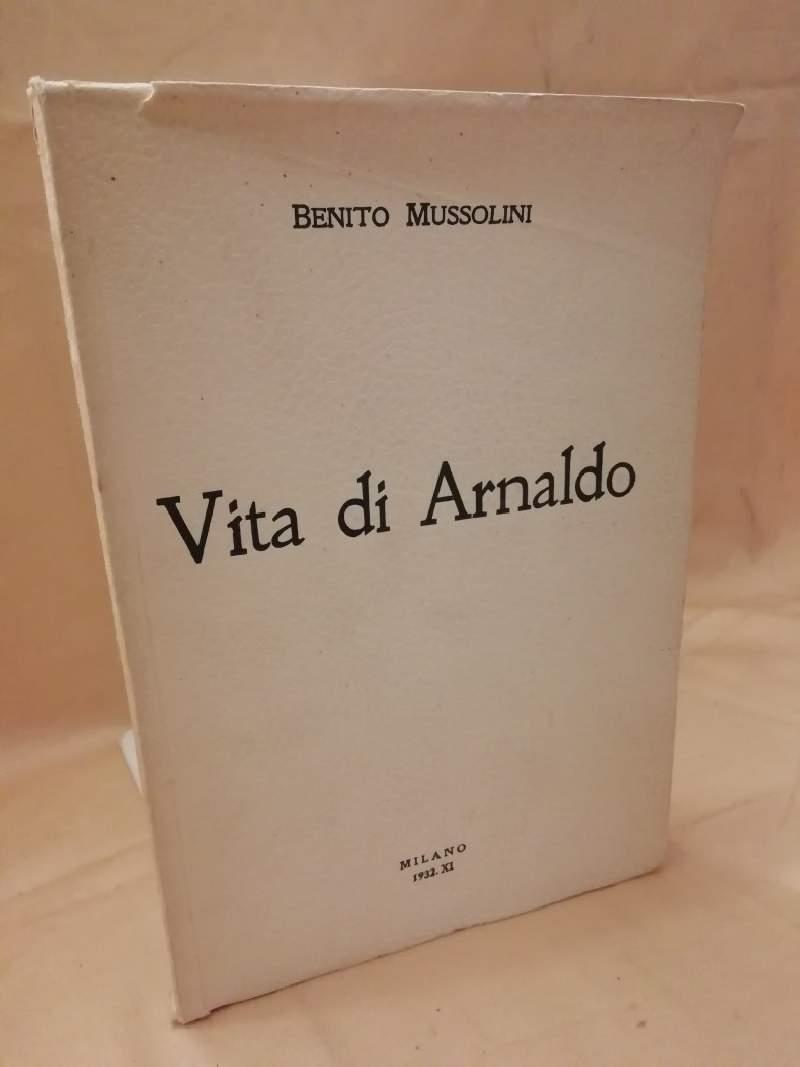 BENITO MUSSOLINI
Vita di Arnaldo
MILANO
1932. XI